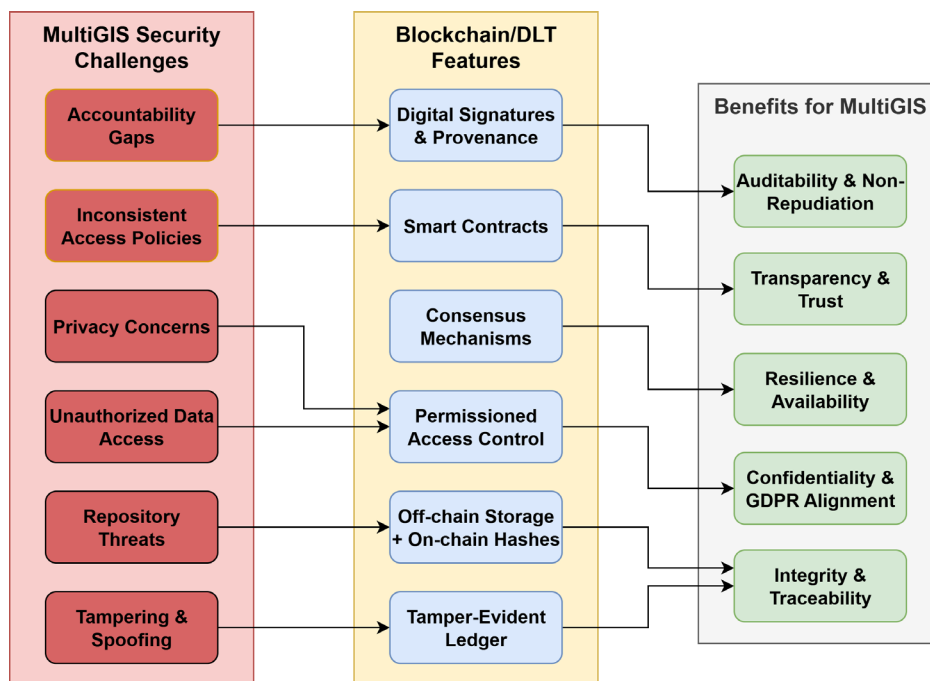 MultiGIS Security
Challenges
Accountability
Gaps
Inconsistent
Access Policies
Privacy Concerns
Unauthorized Data
Access
Repository
Threats
Tampering &
Spoofing
Blockchain/DLT
Features
Digital Signatures
& Provenance
Smart Contracts
Consensus
Mechanisms
Permissioned
Access Control
Off-chain Storage
+ On-chain Hashes
Tamper-Evident
Ledger
Benefits for MultiGIS
Auditability & Non-
Repudiation
Transparency &
Trust
Resilience &
Availability
Confidentiality &
GDPR Alignment
Integrity &
Traceability